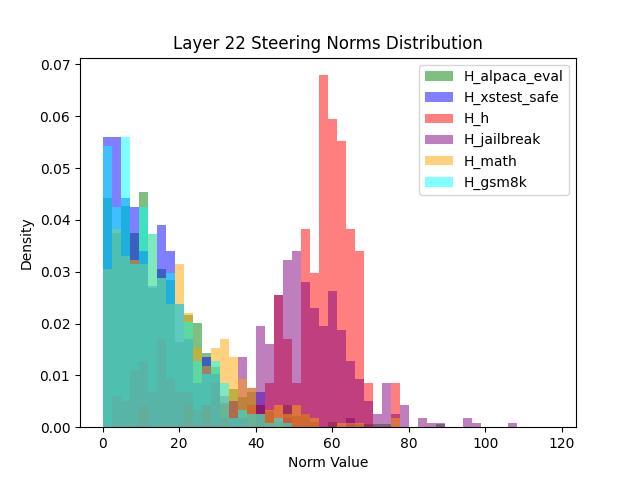 Layer 22 Steering Norms Distribution
0.07
0.06
0.05
0.04
0.03
0.02
0.01
0.00
Density
H_alpaca_eval
H_xstest_safe
H_h
H_jailbreak
H_math
H_gsm8k
0 20 40 60 80 100 120
Norm Value